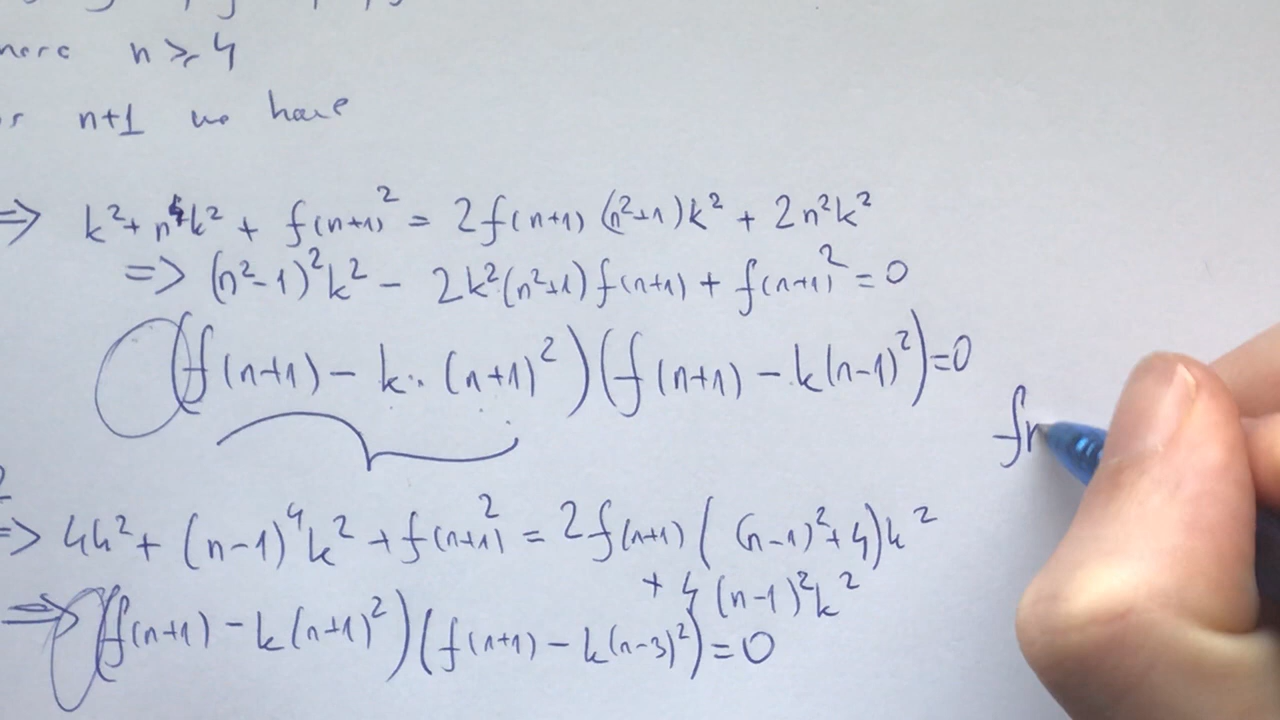 n ⩾ 4
n+1 we have
=> k² + n⁴k² + f(n+1)² = 2f(n+1) (n²+1)k² + 2n²k²
=> (n²-1)²k² - 2k²(n²+1) f(n+1) + f(n+1)² = 0
(f(n+1) - k·(n+1)²)(f(n+1) - k(n-1)²)=0
f
=> 4k² + (n-1)⁴k² + f(n+1)² = 2f(n+1) ((n-1)²+4)k²
+ 4(n-1)²k²
=> (f(n+1) - k(n+1)²)(f(n+1) - k(n-3)²)=0